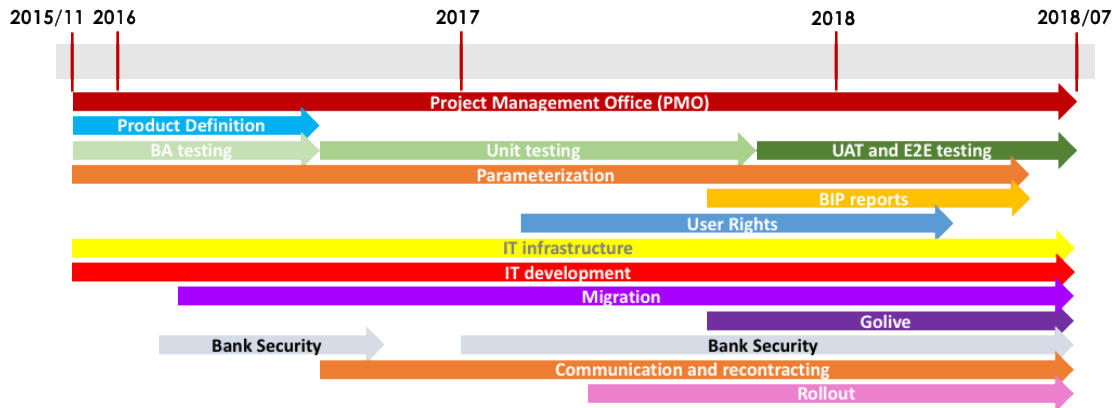 2015/11 2016 2017 2018 2018/07
Project Management Office (PMO)
Product Definition
BA testing Unit testing UAT and E2E testing
Parameterization
BIP reports
User Rights
IT infrastructure
IT development
Migration
Golive
Bank Security Bank Security
Communication and recontracting
Rollout